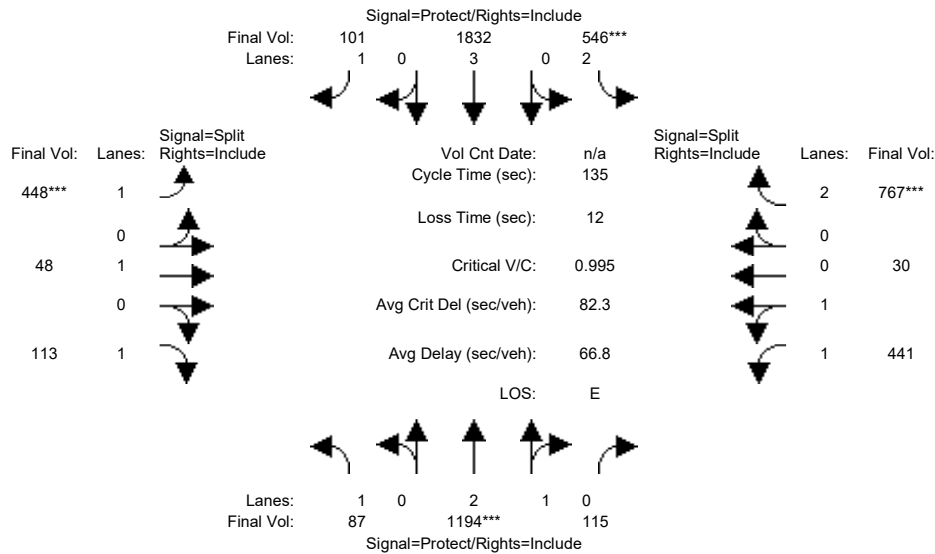 Signal=Protect/Rights=Include
Final Vol: 101 1832 546***
Lanes: 1 0 3 0 2
Signal=Split Signal=Split
Final Vol: Lanes: Rights=Include Vol Cnt Date: n/a Rights=Include Lanes: Final Vol:
Cycle Time (sec): 135
448*** 1 2 767***
Loss Time (sec): 12
0 0
48 1 Critical V/C: 0.995 0 30
0 Avg Crit Del (sec/veh): 82.3 1
113 1 Avg Delay (sec/veh): 66.8 1 441
LOS: E
Lanes: 1 0 2 1 0
Final Vol: 87 1194*** 115
Signal=Protect/Rights=Include